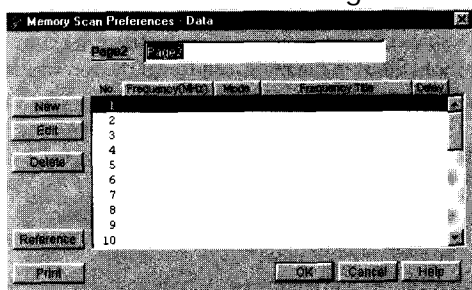 Memory Scan Preferences - Data
Page2 Page2
No. Frequency(MHz) Mode Frequency Title Delay
New
Edit
Delete
Reference
Print
1
2
3
4
5
6
7
8
9
10
OK Cancel Help